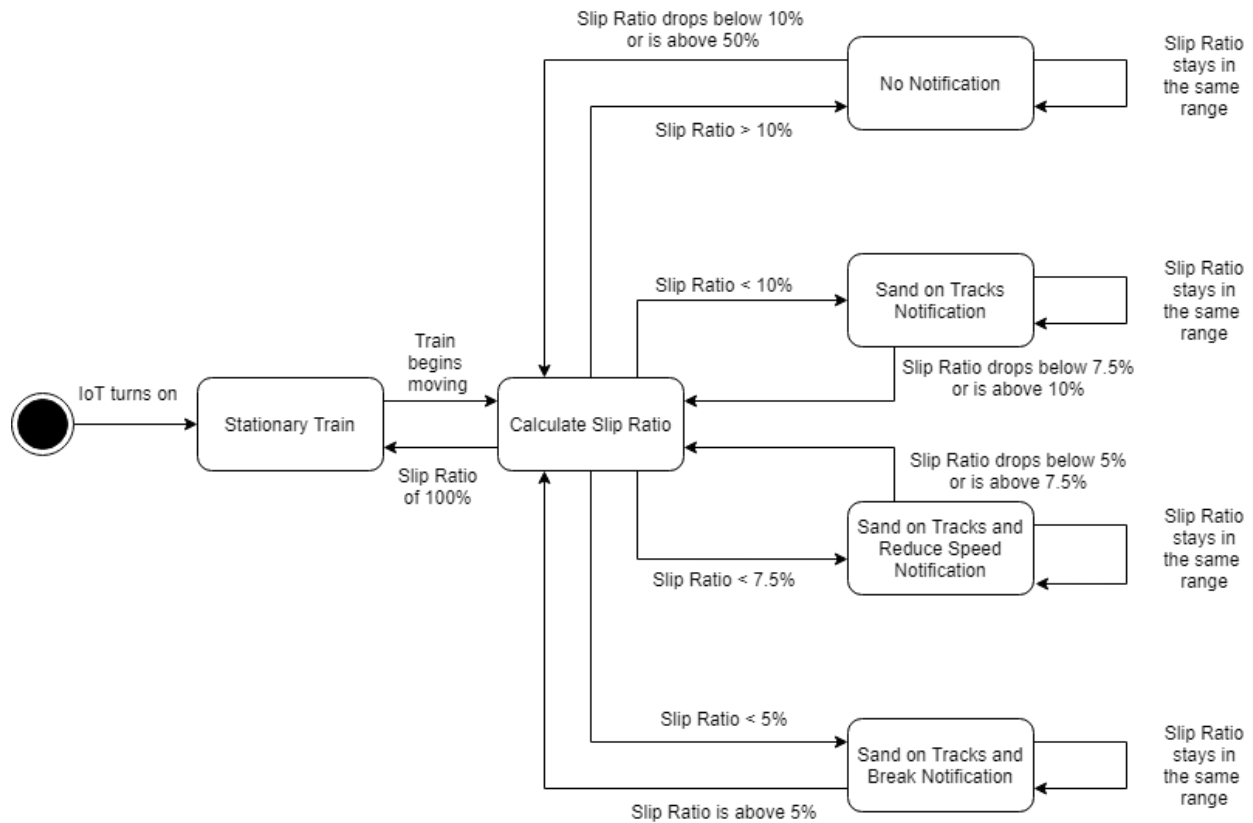 Slip Ratio drops below 10%
or is above 50%
No Notification
Slip Ratio
stays in
the same
range
Slip Ratio > 10%
Slip Ratio < 10%
Sand on Tracks
Notification
Slip Ratio
stays in
the same
range
Slip Ratio drops below 7.5%
or is above 10%
IoT turns on
Stationary Train
Train
begins
moving
Calculate Slip Ratio
Slip Ratio
of 100%
Slip Ratio drops below 5%
or is above 7.5%
Sand on Tracks and
Reduce Speed
Notification
Slip Ratio
stays in
the same
range
Slip Ratio < 7.5%
Slip Ratio < 5%
Sand on Tracks and
Break Notification
Slip Ratio
stays in
the same
range
Slip Ratio is above 5%